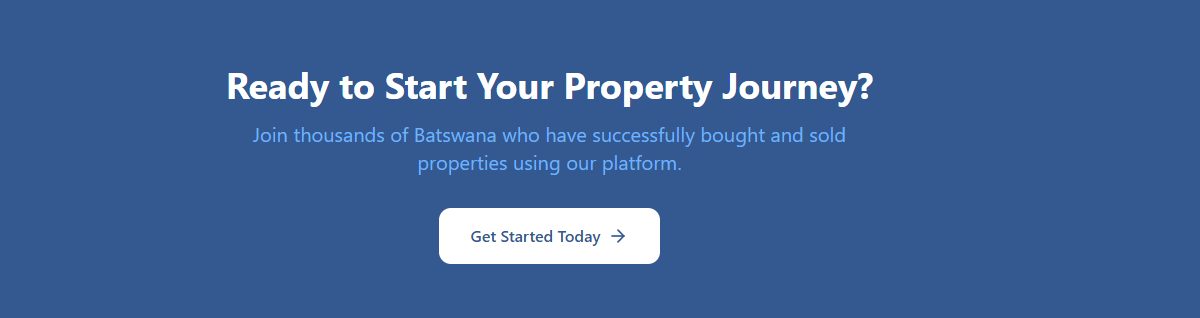 Ready to Start Your Property Journey?
Join thousands of Batswana who have successfully bought and sold
properties using our platform.
Get Started Today →